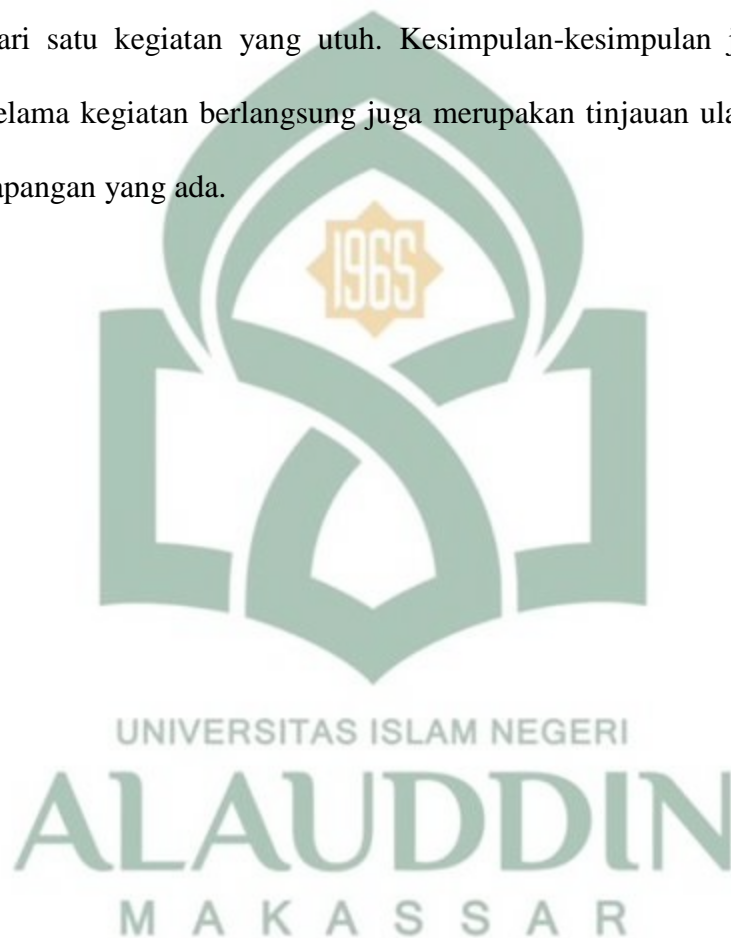 ari satu kegiatan yang utuh. Kesimpulan-kesimpulan j
elama kegiatan berlangsung juga merupakan tinjauan ula
apangan yang ada.
1965
UNIVERSITAS ISLAM NEGERI
ALAUDDIN
MAKASSAR